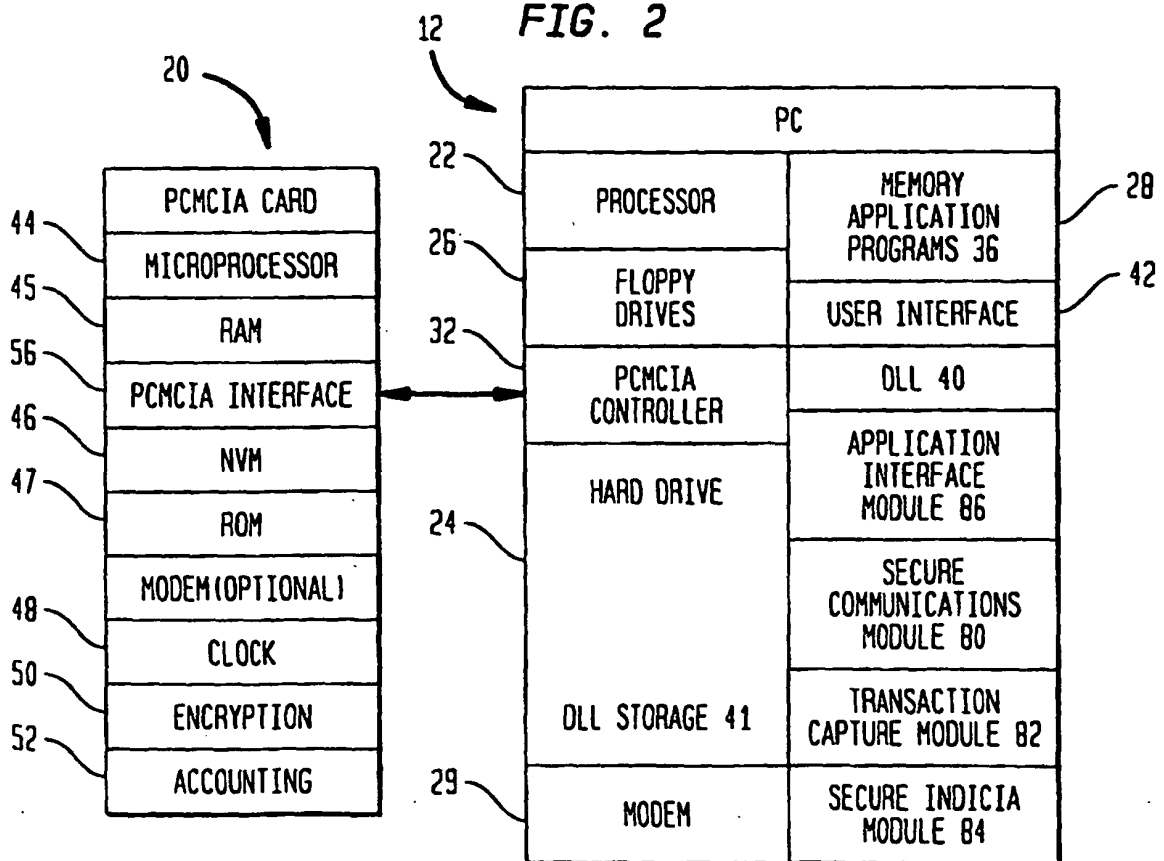 FIG. 2
20
PCMCIA CARD
44
MICROPROCESSOR
45
RAM
56
PCMCIA INTERFACE
46
NVM
47
ROM
MODEM(OPTIONAL)
48
CLOCK
50
ENCRYPTION
52
ACCOUNTING
12
PC
22
PROCESSOR
26
FLOPPY
DRIVES
32
PCMCIA
CONTROLLER
24
HARD DRIVE
DLL STORAGE 41
29
MODEM
MEMORY
APPLICATION
PROGRAMS 36
28
USER INTERFACE
42
DLL 40
APPLICATION
INTERFACE
MODULE 86
SECURE
COMMUNICATIONS
MODULE 80
TRANSACTION
CAPTURE MODULE 82
SECURE INDICIA
MODULE 84